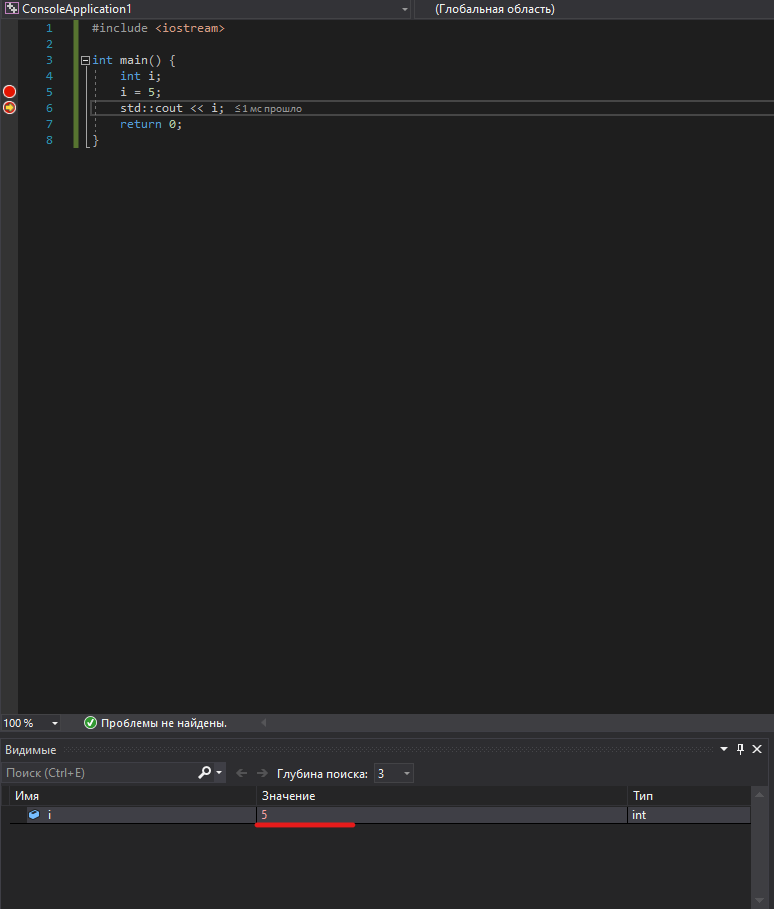 ConsoleApplication1 (Глобальная область)
1 #include <iostream>
2
3 int main() {
4 int i;
5 i = 5;
6 std::cout << i; ≤ 1 мс прошло
7 return 0;
8 }
100 % Проблемы не найдены.
Видимые
Поиск (Ctrl+E) Глубина поиска: 3
Имя Значение Тип
i 5 int